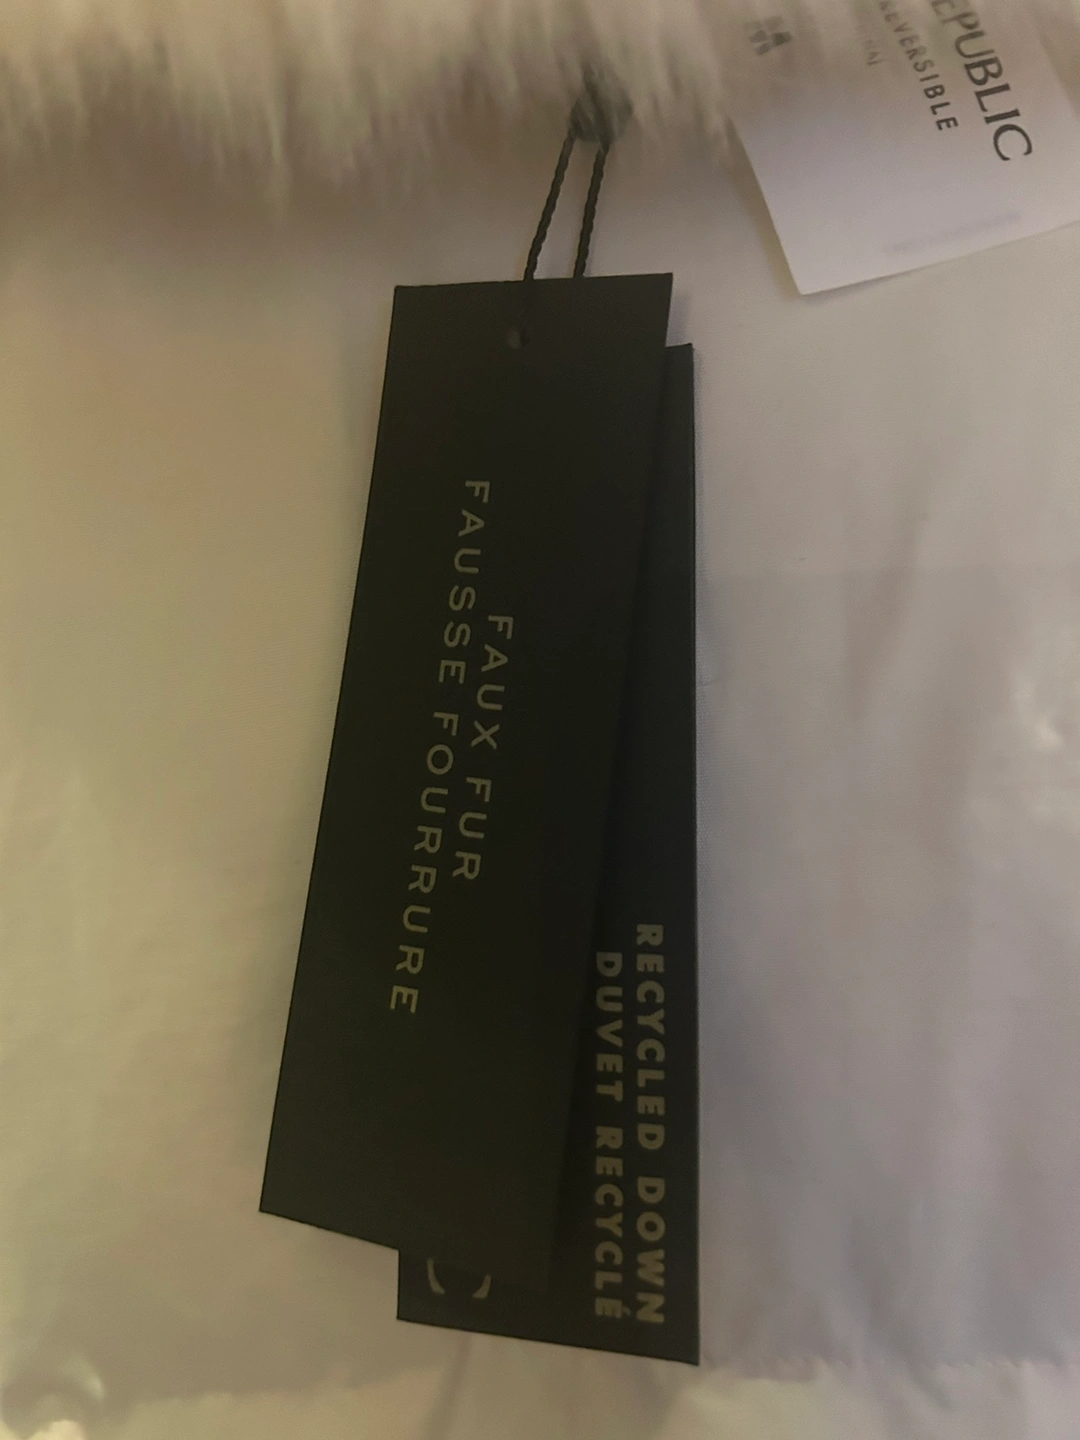 FAUX FUR
FAUSSE FOURRURE
RECYCLED DOWN
DUVET RECYCLÉ
EPUBLIC
REVERSIBLE